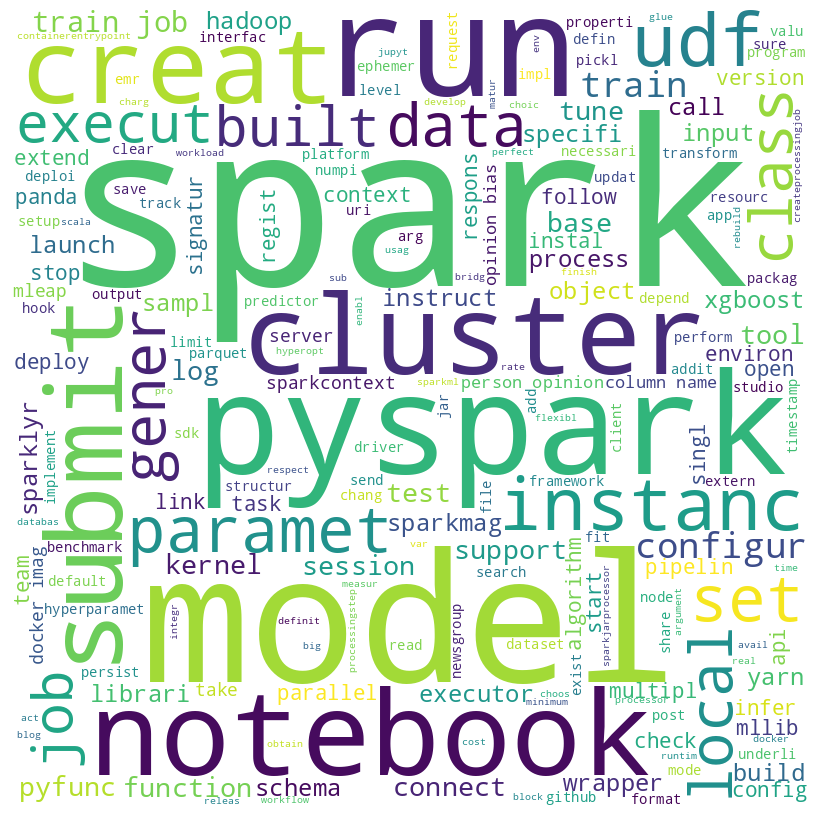 containerentrypoint
train job
hadoop
interfac
creat
run
properti
defin
glue
udf
valu
sure
program
emr
charg
jupyt
ephemer
level
develop
request
env
impl
matur
choic
pickl
train
version
execut
built
data
specifi
tune
call
input
class
createprocessingjob
extend
clear
workload
platform
numpi
perfect
necessari
transform
deploi
save
panda
track
scala
setup
launch
stop
spark
signatur
regist
context
uri
arg
usag
respons
opinion bias
follow
base
instal
process
updat
resourc
app
rebuild
finish
packag
sub
bridg
enabl
mleap
output
hook
sampl
predictor
instruct
object
depend
xgboost
limit
parquet
server
cluster
perform
tool
deploy
log
hyperopt
rate
addit
environ
open
sparkcontext
sparkml
person opinion
column name
studio
pro
submit
gener
sdk
pyspark
jar
add
flexibl
client
timestamp
sparklyr
implement
driver
respect
send
structur
chang
test
file
framework
singl
extern
link
task
databas
paramet
sparkmag
instanc
var
benchmark
kernel
session
support
search
fit
configur
team
imag
docker
default
hyperparamet
integr
measur
definit
processingstep
big
read
model
newsgroup
dataset
algorithm
start
sparkjarprocessor
pipelin
node
share
argument
time
set
avail
real
api
local
persist
act
blog
job
librari
take
parallel
executor
choos
minimum
exist
multipl
processor
post
yarn
infer
mllib
docker
notebook
obtain
cost
check
runtim
underli
mode
build
pyfunc
function
schema
releas
workflow
connect
block
github
wrapper
format
config